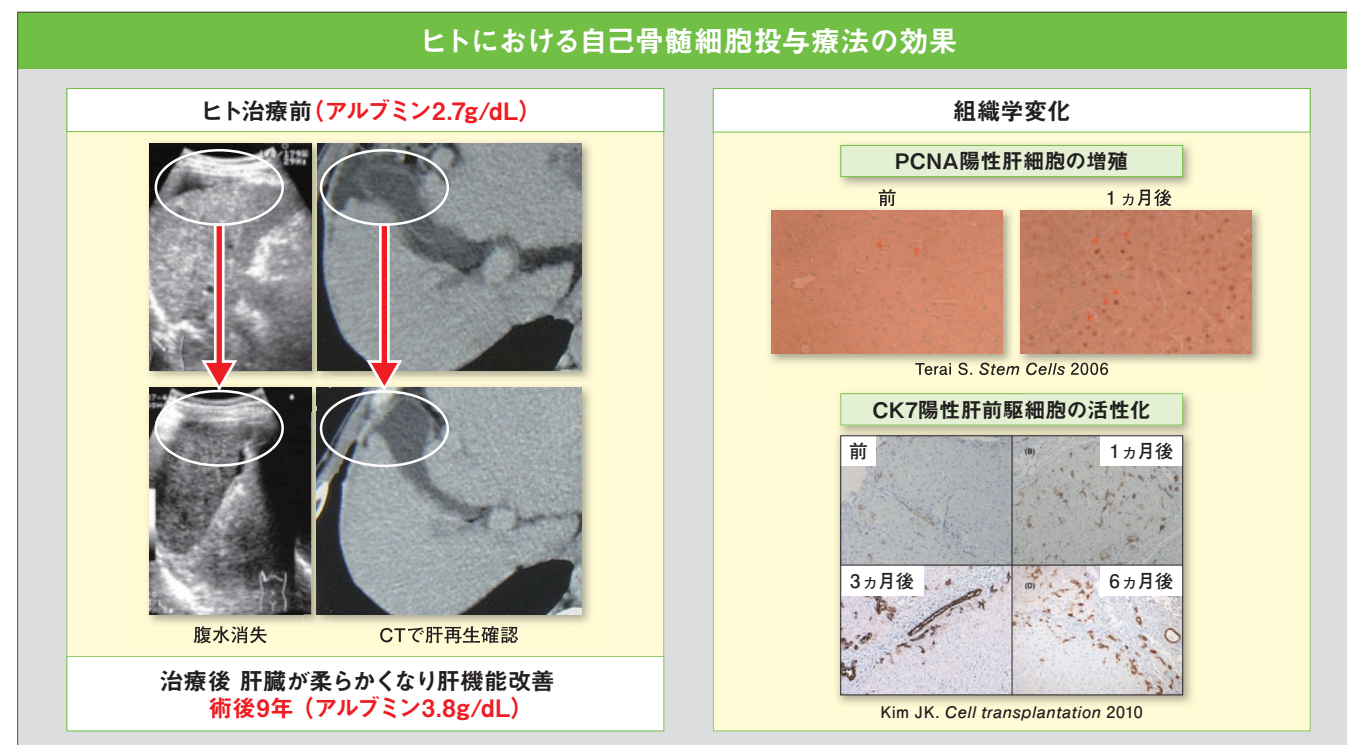 ヒトにおける自己骨髄細胞投与療法の効果
ヒト治療前(アルブミン2.7g/dL)
腹水消失
CTで肝再生確認
治療後 肝臓が柔らかくなり肝機能改善
術後9年(アルブミン3.8g/dL)
組織学変化
PCNA陽性肝細胞の増殖
前
1ヵ月後
Terai S. Stem Cells 2006
CK7陽性肝前駆細胞の活性化
前
(B)
1ヵ月後
3ヵ月後
(D)
6ヵ月後
Kim JK. Cell transplantation 2010